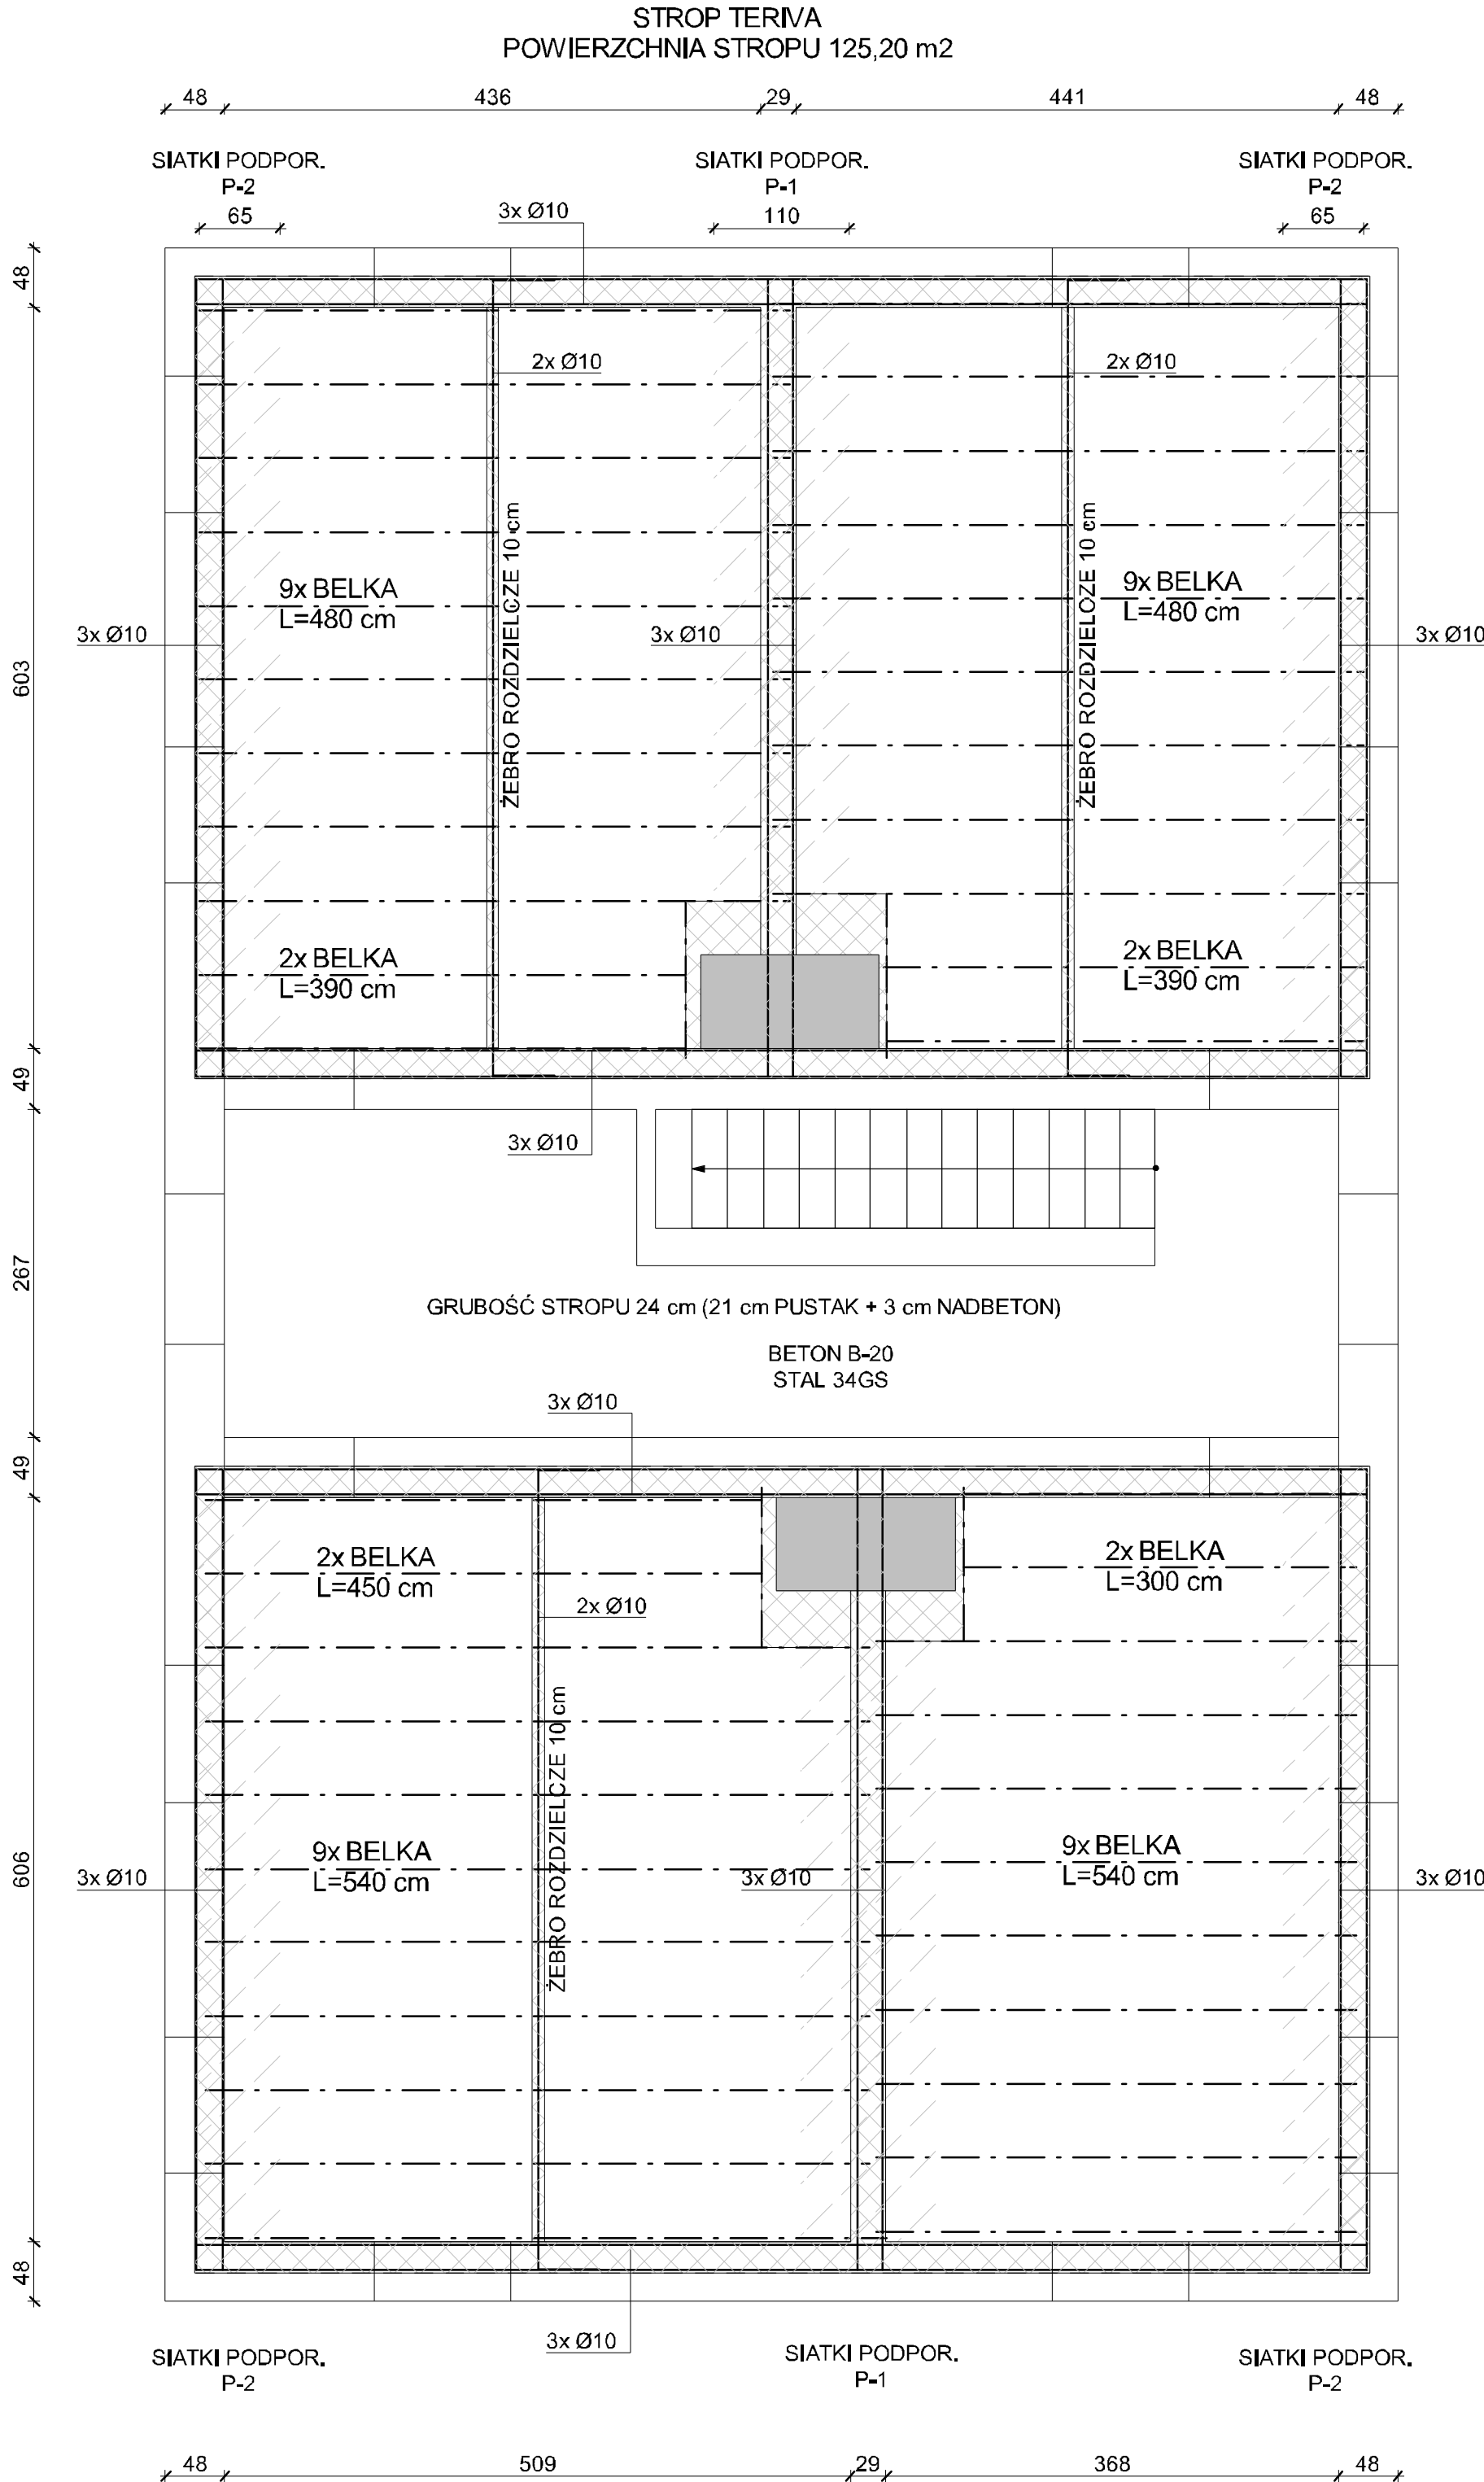 STROP TERIVA
POWIERZCHNIA STROPU 125,20 m2
48
436
29
441
48
SIATKI PODPOR.
P-2
SIATKI PODPOR.
P-1
SIATKI PODPOR.
P-2
65
3x Ø10
110
65
48
2x Ø10
2x Ø10
ŻEBRO ROZDZIELCZE 10 cm
ŻEBRO ROZDZIELCZE 10 cm
9x BELKA
L=480 cm
9x BELKA
L=480 cm
3x Ø10
3x Ø10
3x Ø10
603
2x BELKA
L=390 cm
2x BELKA
L=390 cm
49
3x Ø10
267
GRUBOŚĆ STROPU 24 cm (21 cm PUSTAK + 3 cm NADBETON)
BETON B-20
STAL 34GS
3x Ø10
49
2x BELKA
L=450 cm
2x BELKA
L=300 cm
2x Ø10
ŻEBRO ROZDZIELCZE 10 cm
9x BELKA
L=540 cm
9x BELKA
L=540 cm
3x Ø10
3x Ø10
3x Ø10
606
48
3x Ø10
SIATKI PODPOR.
P-2
SIATKI PODPOR.
P-1
SIATKI PODPOR.
P-2
48
509
29
368
48